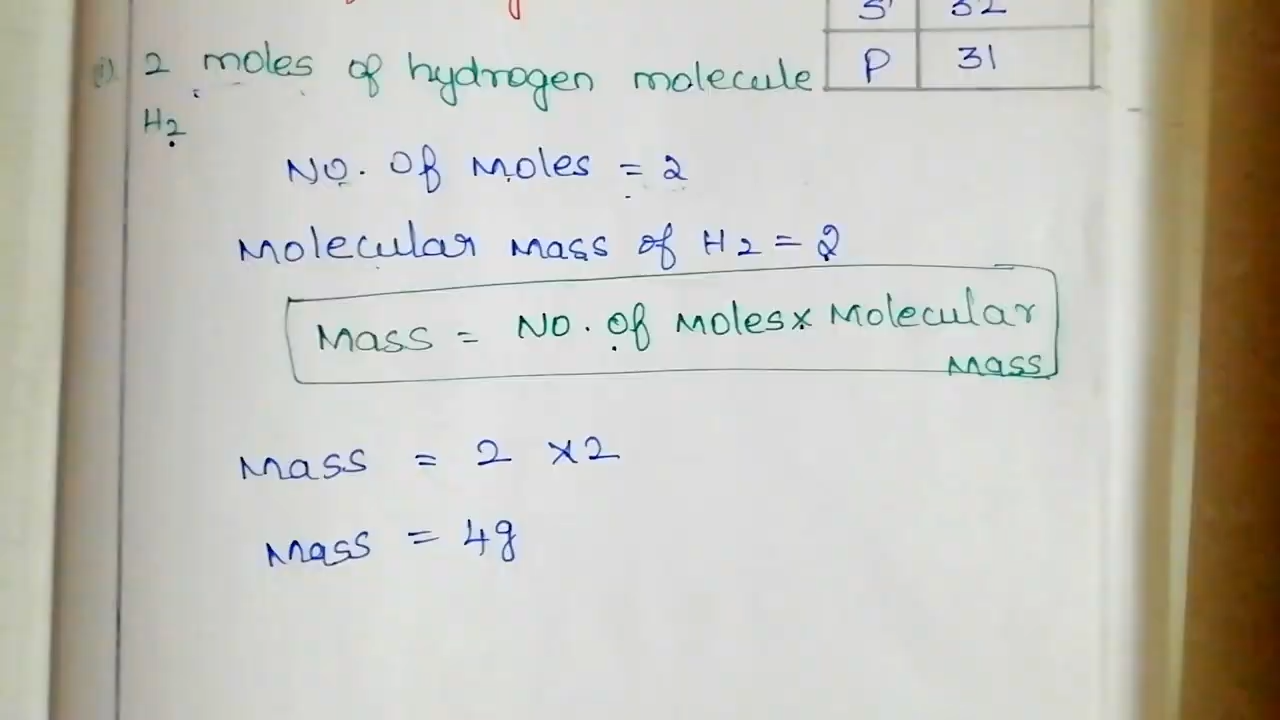 S 32
i) 2 moles of hydrogen molecule
P 31
H2
No. of moles = 2
Molecular mass of H2 = 2
Mass = No. of moles x Molecular
Mass
Mass = 2 x2
Mass = 4g